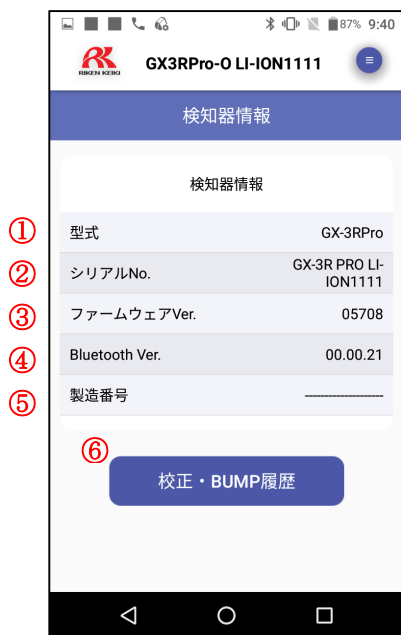 87% 9:40
RIKEN KEIKI
GX3RPro-O LI-ION1111
検知器情報
検知器情報
① 型式 GX-3RPro
② シリアルNo. GX-3R PRO LI-
ION1111
③ ファームウェアVer. 05708
④ Bluetooth Ver. 00.00.21
⑤ 製造番号 --------------------
⑥
校正・BUMP履歴